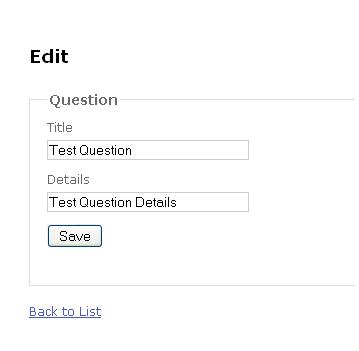 Edit
Question
Title
Test Question
Details
Test Question Details
Save
Back to List